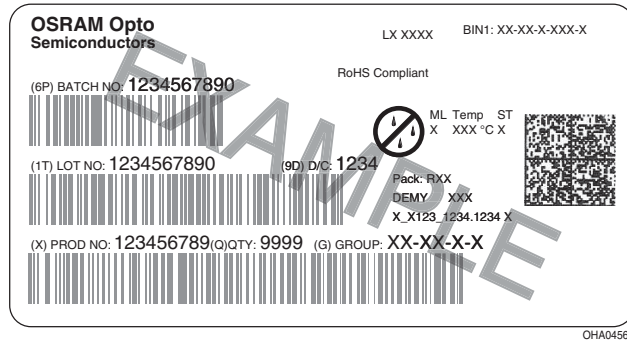 OSRAM Opto
Semiconductors
LX XXXX
BIN1: XX-XX-X-XXX-X
RoHS Compliant
(6P) BATCH NO: 1234567890
ML Temp ST
X XXX °C X
(1T) LOT NO: 1234567890 (9D) D/C: 1234
Pack: RXX
DEMY XXX
X_X123_1234.1234 X
(X) PROD NO: 123456789(Q)QTY: 9999 (G) GROUP: XX-XX-X-X
EXAMPLE
OHA0456